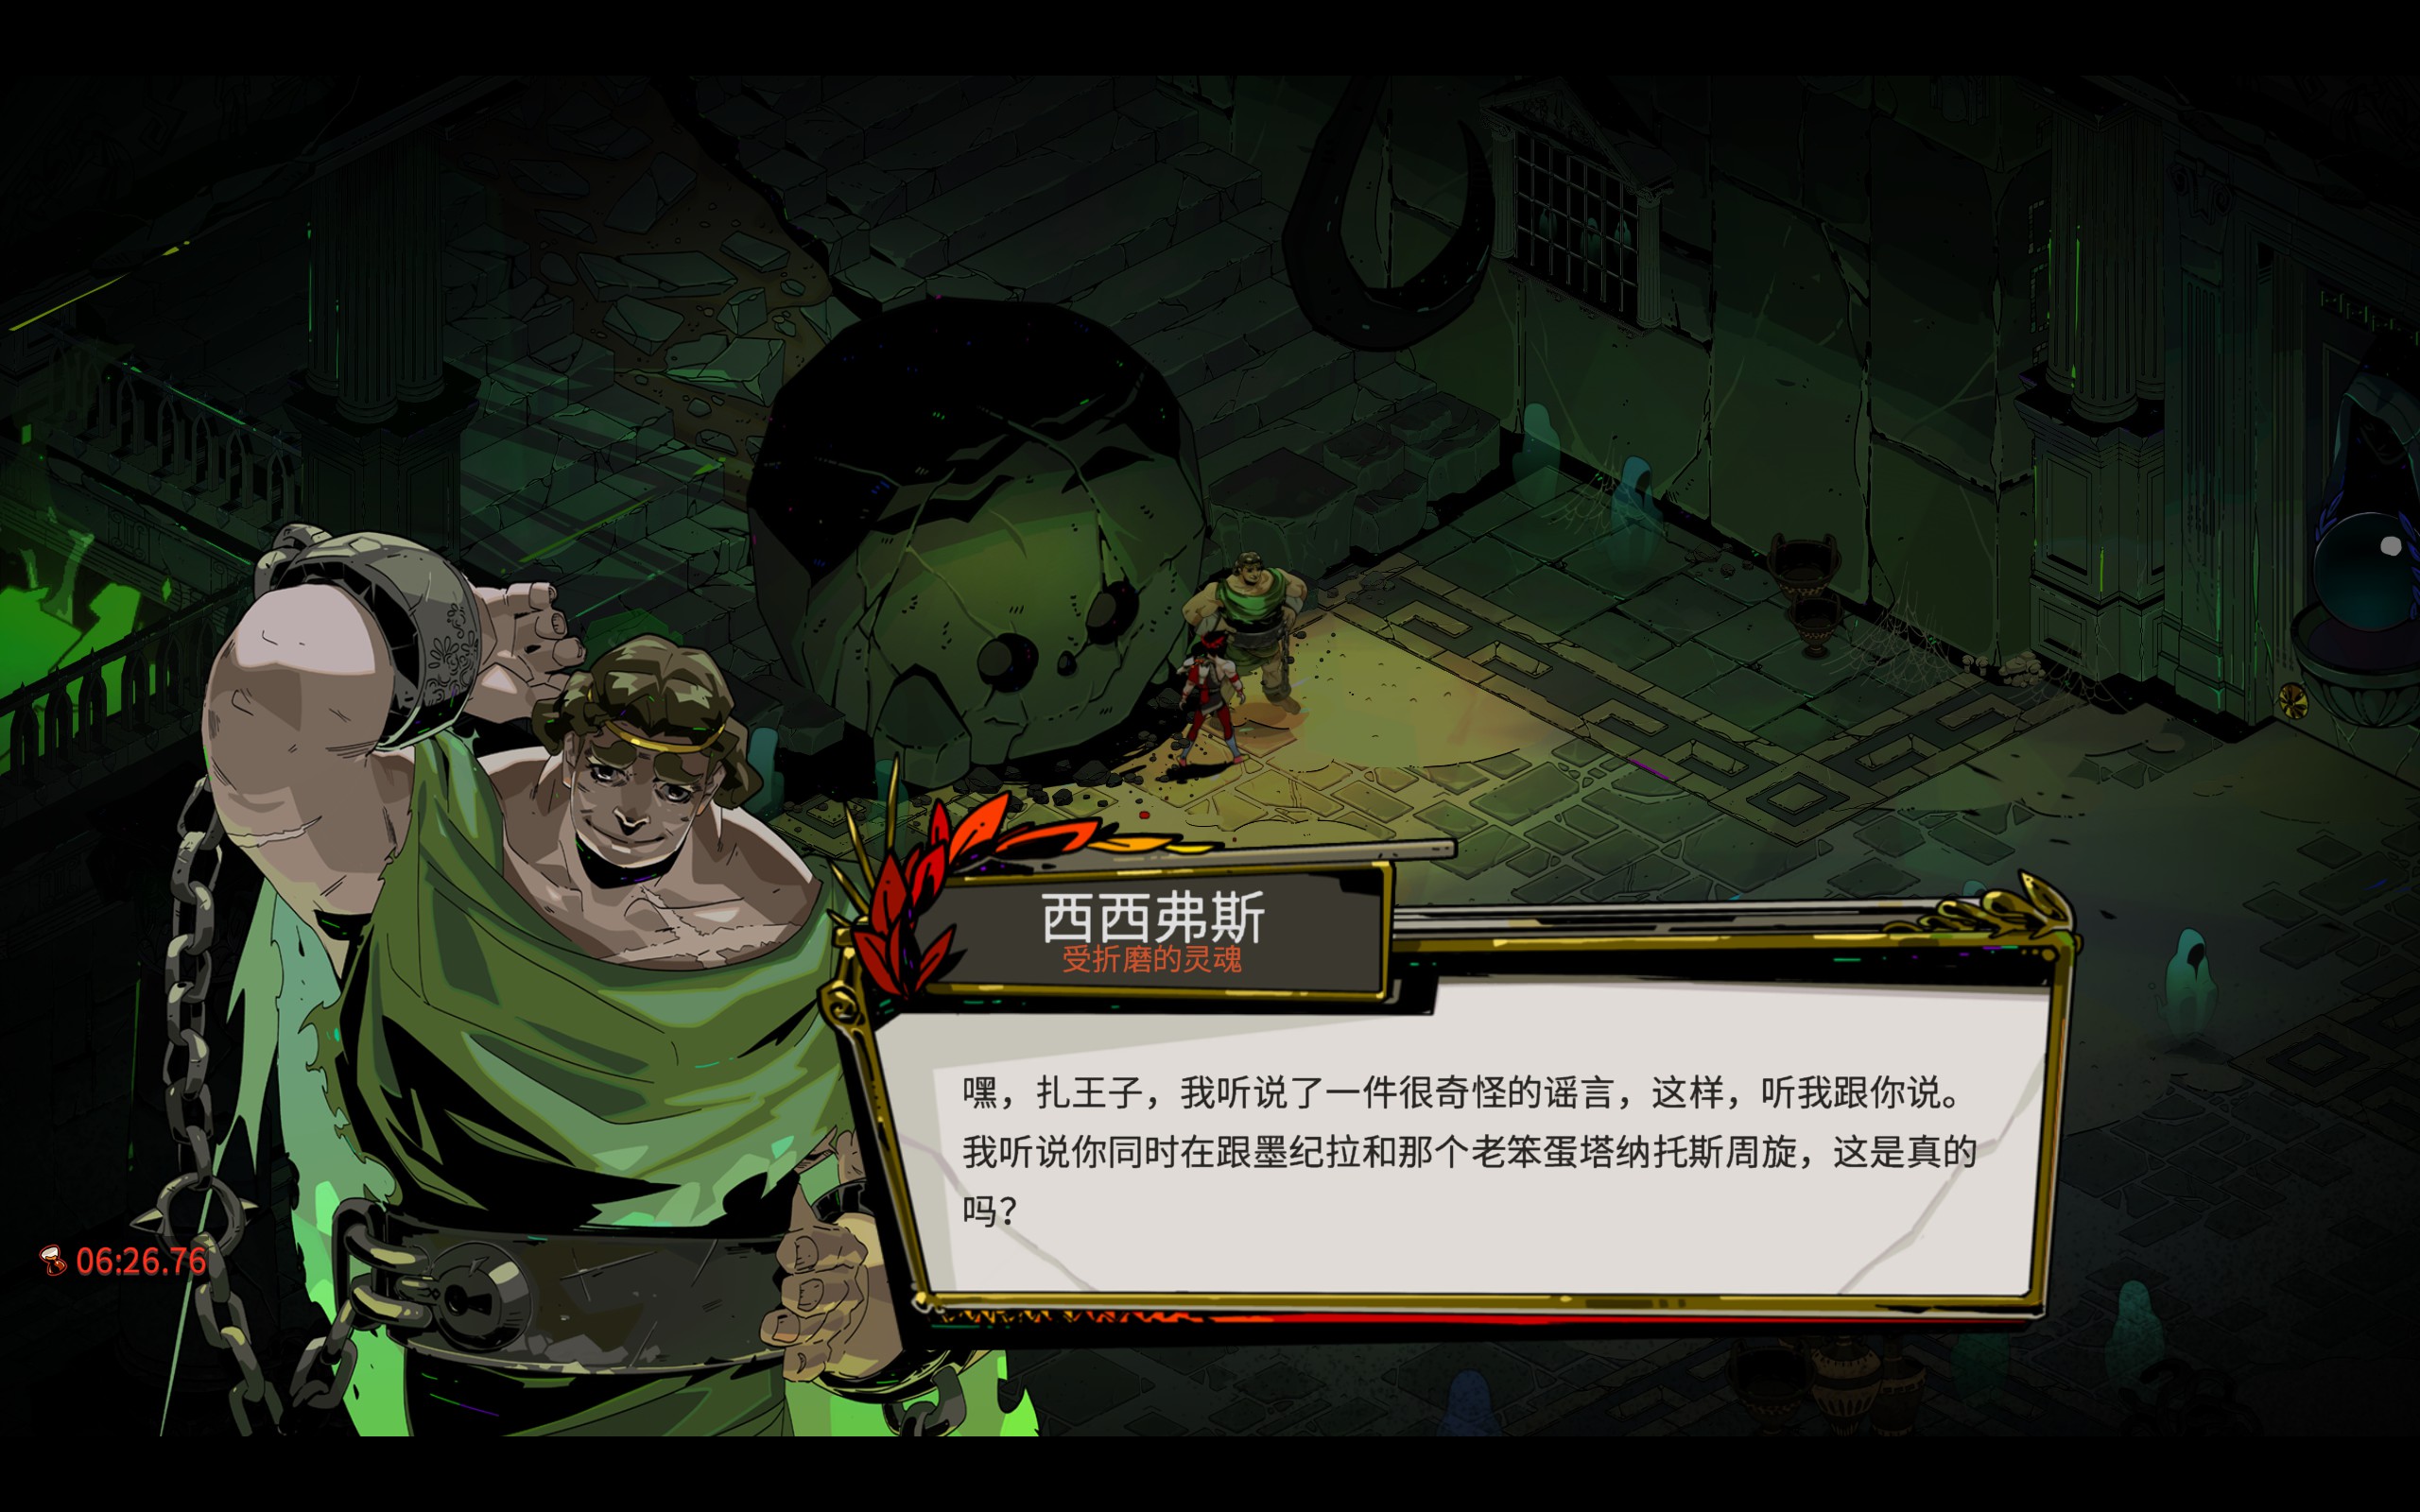 西西弗斯
受折磨的灵魂
嘿，扎王子，我听说了一件很奇怪的谣言，这样，听我跟你说。
我听说你同时在跟墨纪拉和那个老笨蛋塔纳托斯周旋，这是真的
吗？
06:26.76